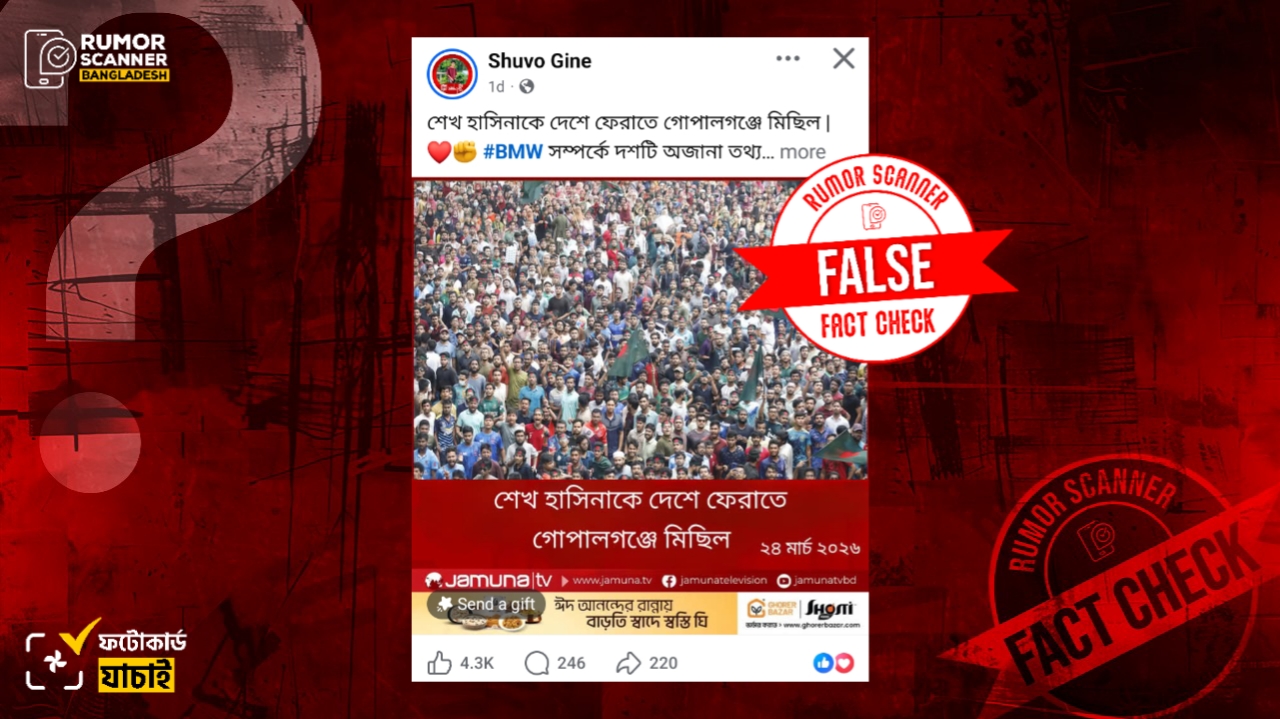 RUMOR
SCANNER
BANGLADESH
Shuvo Gine
1d
শেখ হাসিনাকে দেশে ফেরাতে গোপালগঞ্জে মিছিল |
#BMW সম্পর্কে দশটি অজানা তথ্য... more
RUMOR SCANNER
FALSE
FACT CHECK
শেখ হাসিনাকে দেশে ফেরাতে
গোপালগঞ্জে মিছিল
২৪ মার্চ ২০২৬
Jamuna|tv
www.jamuna.tv
jamunatelevision
jamunatvbd
Send a gift
ঈদ আনন্দের রান্নায়
বাড়তি স্বাদে স্বস্তি ঘি
GHORER
BAZAR
www.ghorerbazar.com
4.3K
246
220
ফটোকার্ড
যাচাই
RUMOR SCANNER
FACT CHECK